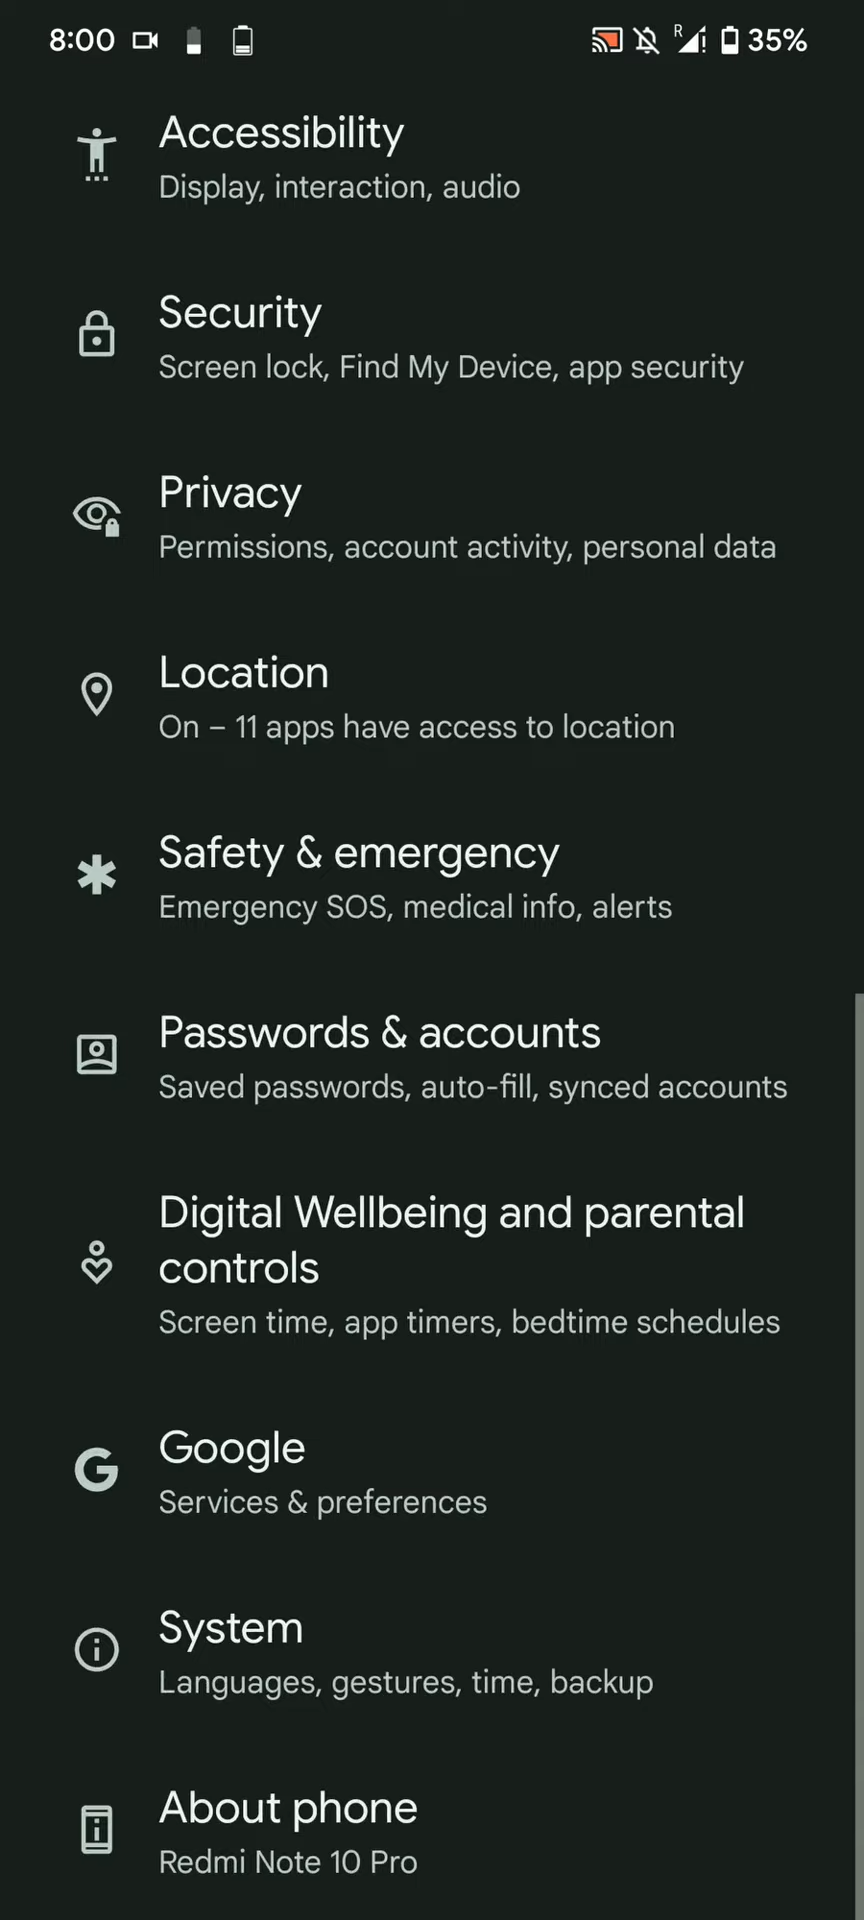 8:00 R 35%
Accessibility
Display, interaction, audio
Security
Screen lock, Find My Device, app security
Privacy
Permissions, account activity, personal data
Location
On – 11 apps have access to location
Safety & emergency
Emergency SOS, medical info, alerts
Passwords & accounts
Saved passwords, auto-fill, synced accounts
Digital Wellbeing and parental
controls
Screen time, app timers, bedtime schedules
Google
Services & preferences
System
Languages, gestures, time, backup
About phone
Redmi Note 10 Pro